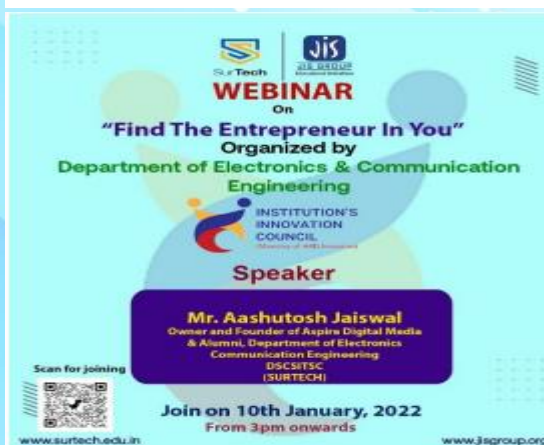 SurTech
JIS
JIS GROUP
Educational Initiatives
WEBINAR
On
“Find The Entrepreneur In You”
Organized by
Department of Electronics & Communication
Engineering
INSTITUTION'S
INNOVATION
COUNCIL
Speaker
Mr. Aashutosh Jaiswal
Owner and Founder of Aspire Digital Media
& Alumni, Department of Electronics
Communication Engineering
DSCSITSC
(SURTECH)
Scan for joining
Join on 10th January, 2022
From 3pm onwards
www.surtech.edu.in
www.jisgroup.org